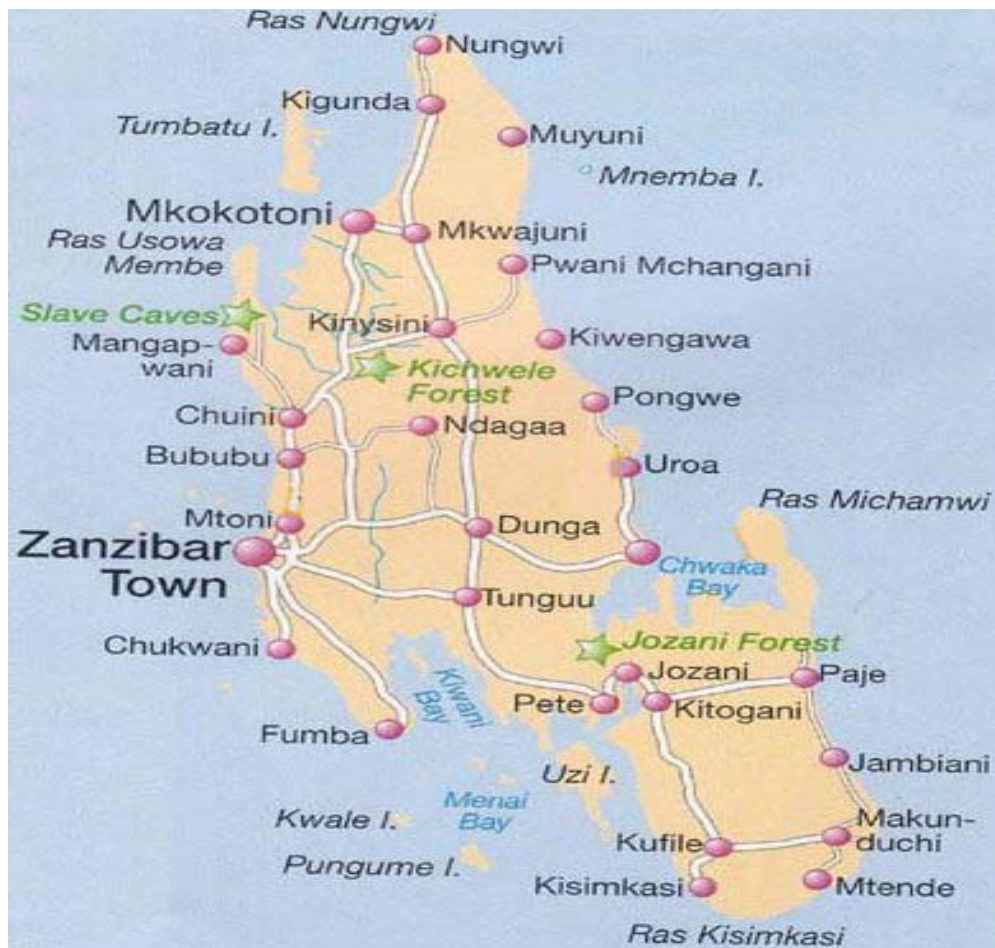 Ras Nungwi
Nungwi
Kigunda
Tumbatu I.
Muyuni
Mnemba I.
Mkokotoni
Mkwajuni
Ras Usowa
Membe
Pwani Mchangani
Slave Caves
Kinysini
Mangap-
wani
Kiwengawa
Kichwele
Forest
Pongwe
Chuini
Ndagaa
Bububu
Uroa
Ras Michamwi
Mtoni
Dunga
Zanzibar
Town
Chwaka
Bay
Tunguu
Chukwani
Jozani Forest
Jozani
Paje
Kiwani
Bay
Pete
Kitogani
Fumba
Uzi I.
Jambiani
Menai
Bay
Kwale I.
Makun-
duchi
Kufile
Pungume I.
Kisimkasi
Mtende
Ras Kisimkasi